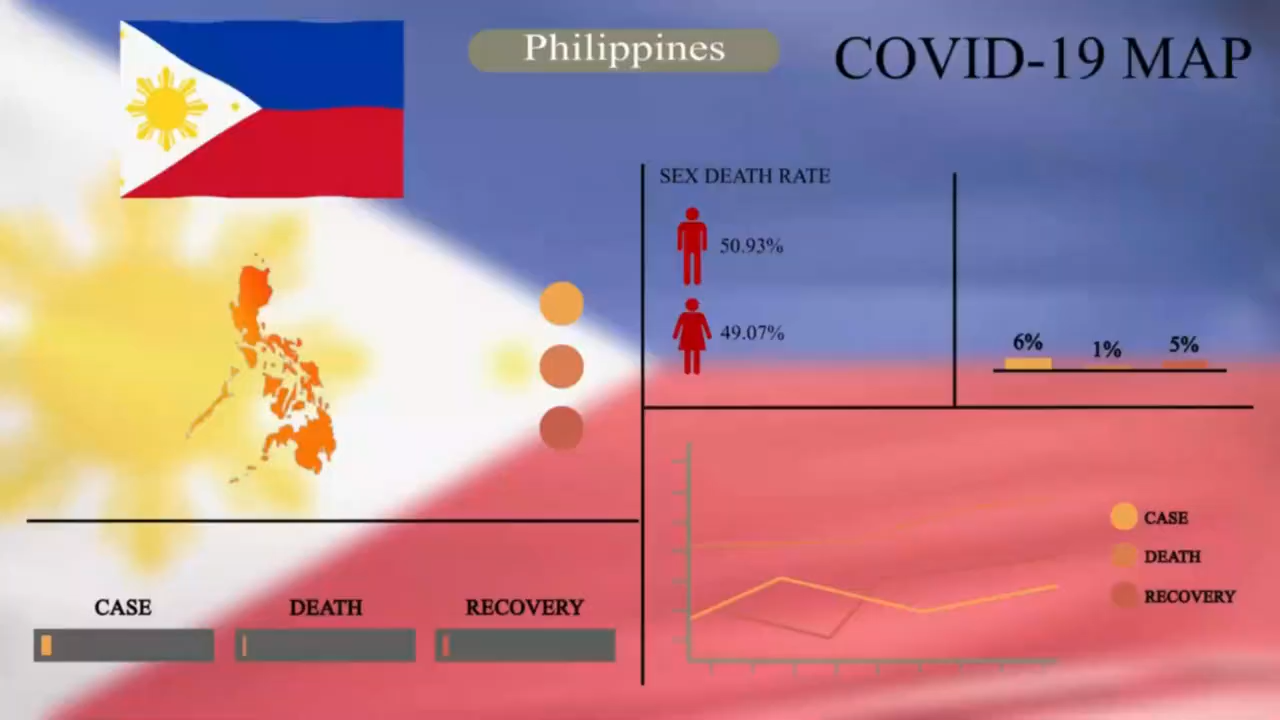 Philippines
COVID-19 MAP
SEX DEATH RATE
50.93%
49.07%
6%
1%
5%
CASE
DEATH
RECOVERY
CASE
DEATH
RECOVERY